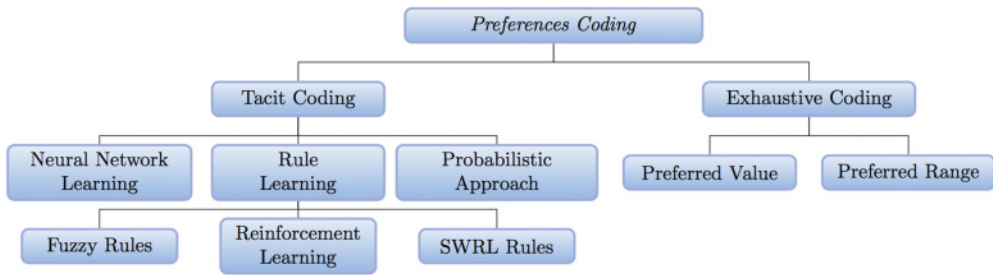 Preferences Coding
Tacit Coding
Exhaustive Coding
Neural Network
Learning
Rule
Learning
Probabilistic
Approach
Preferred Value
Preferred Range
Fuzzy Rules
Reinforcement
Learning
SWRL Rules